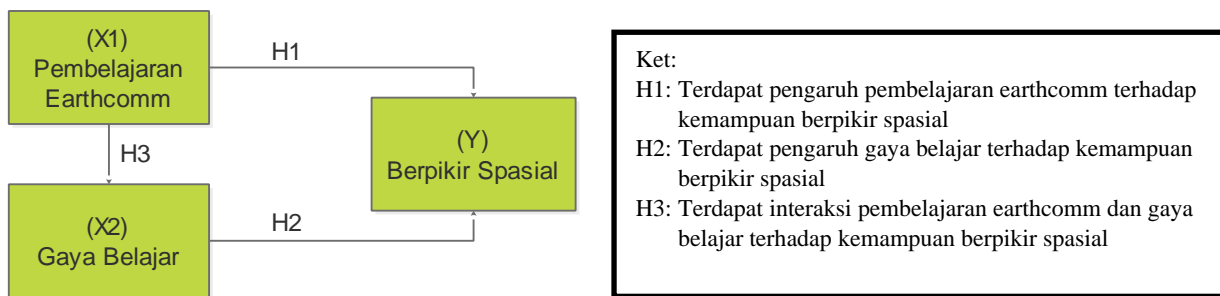 (X1)
Pembelajaran
Earthcomm
H1
(Y)
Berpikir Spasial
H3
(X2)
Gaya Belajar
H2
Ket:
H1: Terdapat pengaruh pembelajaran earthcomm terhadap
kemampuan berpikir spasial
H2: Terdapat pengaruh gaya belajar terhadap kemampuan
berpikir spasial
H3: Terdapat interaksi pembelajaran earthcomm dan gaya
belajar terhadap kemampuan berpikir spasial